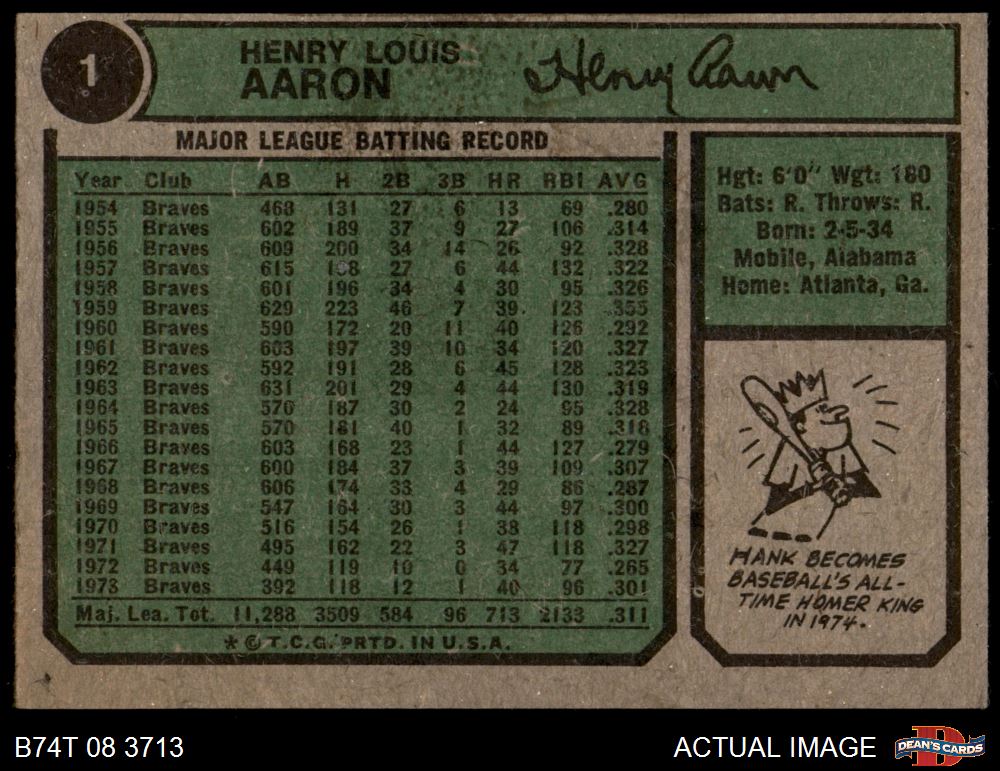 1
HENRY LOUIS
AARON
Henry Aaron
MAJOR LEAGUE BATTING RECORD
Year Club AB H 2B 3B HR RBI AVG
1954 Braves 468 131 27 6 13 69 .280
1955 Braves 602 189 37 9 27 106 .314
1956 Braves 609 200 34 14 26 92 .328
1957 Braves 615 198 27 6 44 132 .322
1958 Braves 601 196 34 4 30 95 .326
1959 Braves 629 223 46 7 39 123 .355
1960 Braves 590 172 20 11 40 126 .292
1961 Braves 603 197 39 10 34 120 .327
1962 Braves 592 191 28 6 45 128 .323
1963 Braves 631 201 29 4 44 130 .319
1964 Braves 570 187 30 2 24 95 .328
1965 Braves 570 181 40 1 32 89 .318
1966 Braves 603 168 23 1 44 127 .279
1967 Braves 600 184 37 3 39 109 .307
1968 Braves 606 174 33 4 29 86 .287
1969 Braves 547 164 30 3 44 97 .300
1970 Braves 516 154 26 1 38 118 .298
1971 Braves 495 162 22 3 47 118 .327
1972 Braves 449 119 10 0 34 77 .265
1973 Braves 392 118 12 1 40 96 .301
Maj. Lea. Tot. 11,288 3509 584 96 713 2133 .311
* © T.C.G. PRTD. IN U.S.A.
Hgt: 6'0" Wgt: 180
Bats: R. Throws: R.
Born: 2-5-34
Mobile, Alabama
Home: Atlanta, Ga.
HANK BECOMES
BASEBALL'S ALL-
TIME HOMER KING
IN 1974.
B74T 08 3713
ACTUAL IMAGE
DEAN'S CARDS